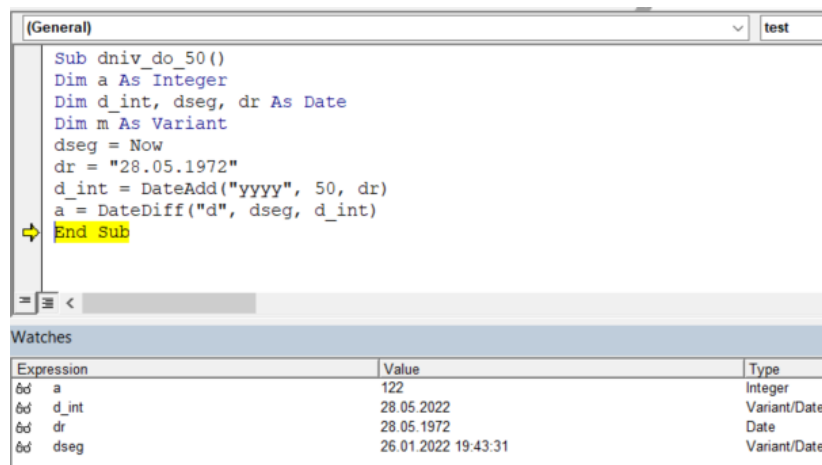 (General)
test
Sub dniv_do_50()
Dim a As Integer
Dim d_int, dseg, dr As Date
Dim m As Variant
dseg = Now
dr = "28.05.1972"
d_int = DateAdd("yyyy", 50, dr)
a = DateDiff("d", dseg, d_int)
End Sub
Watches
Expression Value Type
a 122 Integer
d_int 28.05.2022 Variant/Date
dr 28.05.1972 Date
dseg 26.01.2022 19:43:31 Variant/Date